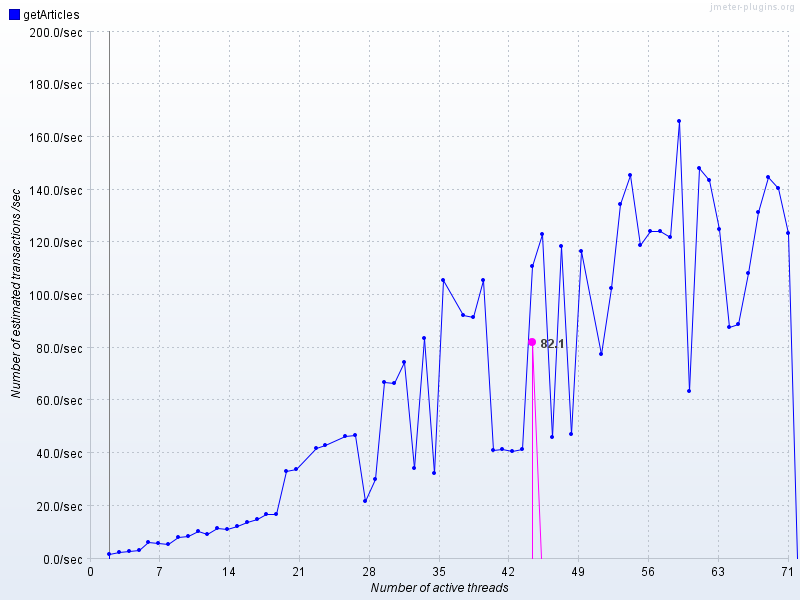 jmeter-plugins.org
getArticles
200.0/sec
180.0/sec
160.0/sec
140.0/sec
120.0/sec
100.0/sec
80.0/sec
60.0/sec
40.0/sec
20.0/sec
0.0/sec
Number of estimated transactions /sec
82.1
0 7 14 21 28 35 42 49 56 63 71
Number of active threads